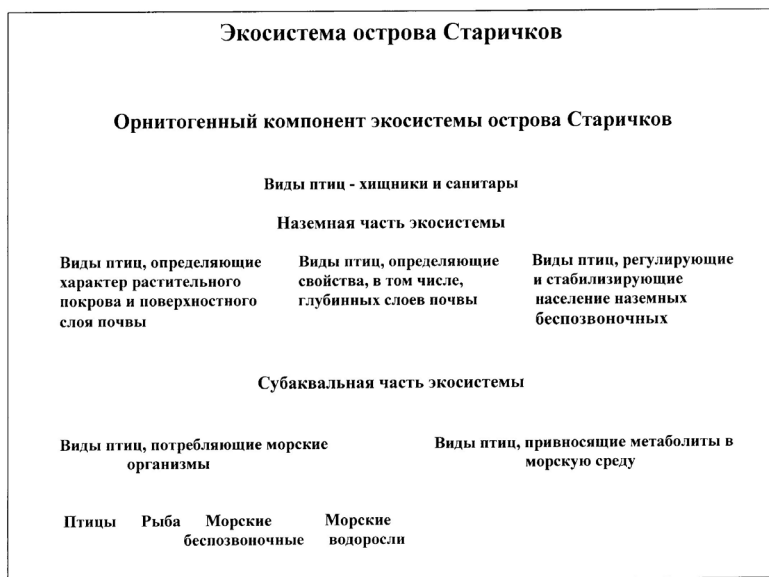 Экосистема острова Старичков
Орнитогенный компонент экосистемы острова Старичков
Виды птиц - хищники и санитары
Наземная часть экосистемы
Виды птиц, определяющие
характер растительного
покрова и поверхностного
слоя почвы
Виды птиц, определяющие
свойства, в том числе,
глубинных слоев почвы
Виды птиц, регулирующие
и стабилизирующие
население наземных
беспозвоночных
Субаквальная часть экосистемы
Виды птиц, потребляющие морские
организмы
Виды птиц, привносящие метаболиты в
морскую среду
Птицы
Рыба
Морские
беспозвоночные
Морские
водоросли